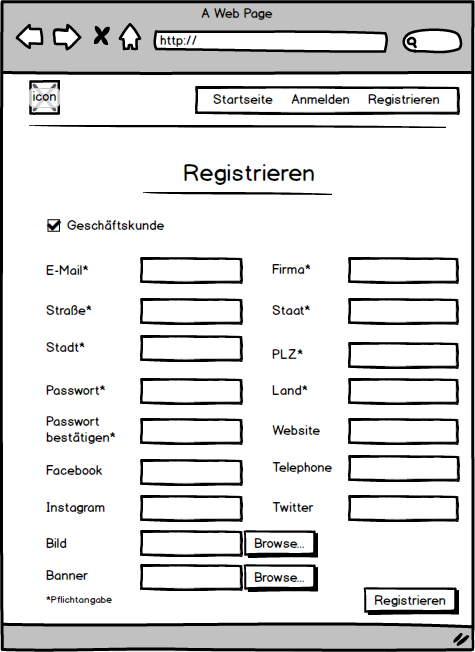 A Web Page
http://
icon
Startseite Anmelden Registrieren
Registrieren
Geschäftskunde
E-Mail* Firma*
Straße* Staat*
Stadt* PLZ*
Passwort* Land*
Passwort
bestätigen* Website
Facebook Telephone
Instagram Twitter
Bild Browse...
Banner Browse...
*Pflichtangabe Registrieren